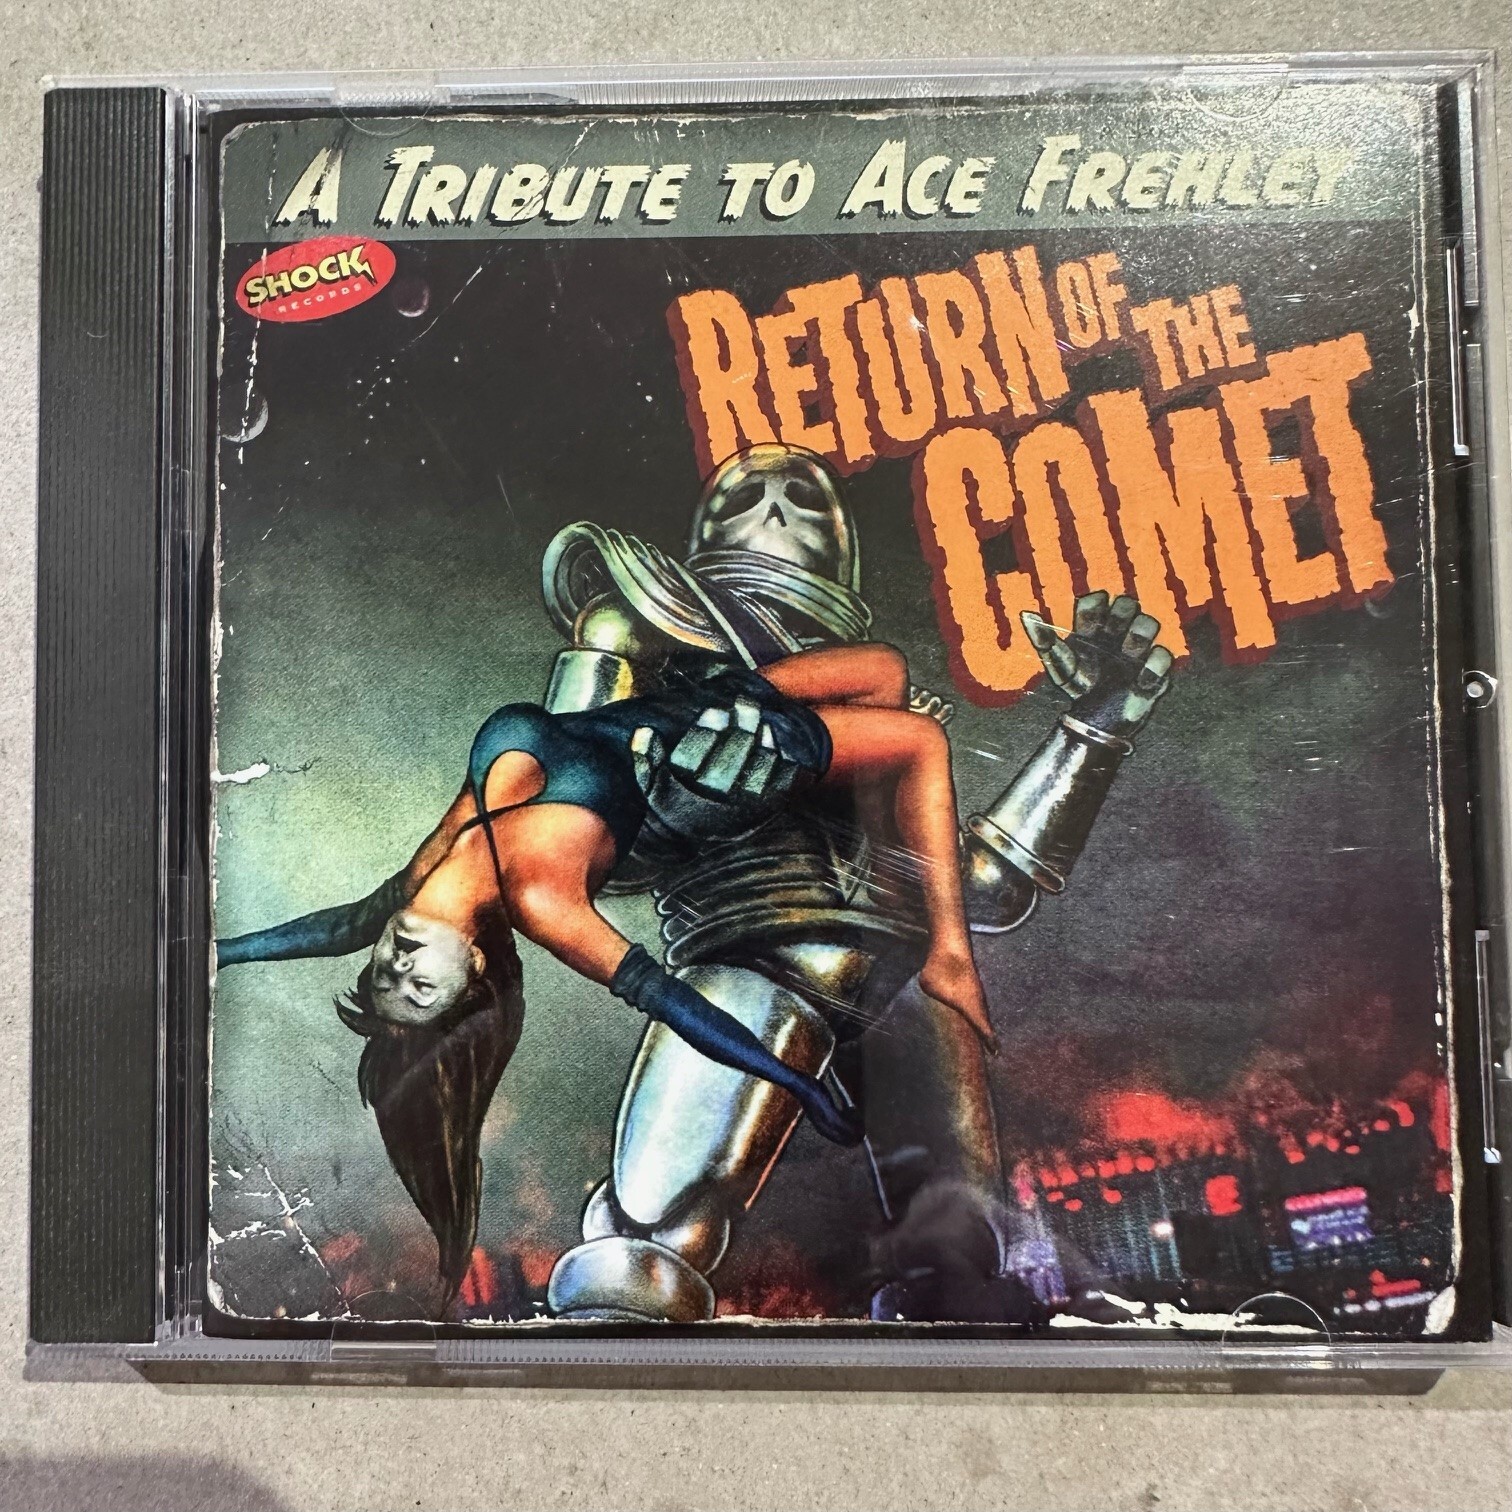 A TRIBUTE TO ACE FREHLEY
SHOCK
RECORDS
RETURN OF THE
COMET